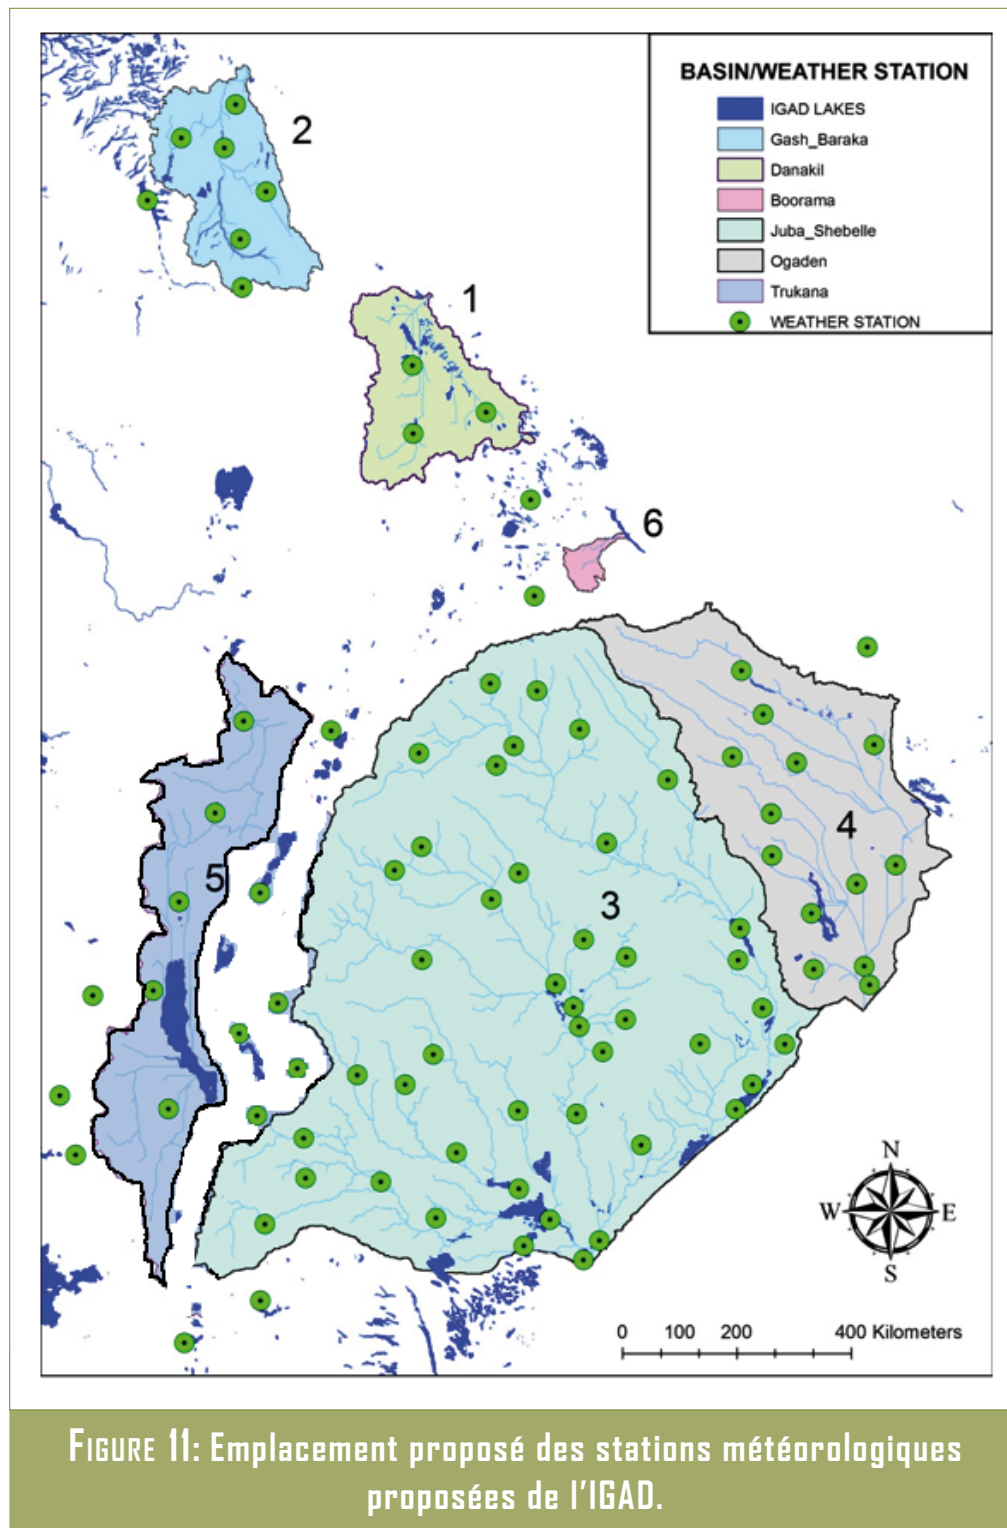 BASIN/WEATHER STATION
IGAD LAKES
Gash_Baraka
Danakil
Boorama
Juba_Shebelle
Ogaden
Trukana
WEATHER STATION
2
1
6
4
5
3
N
W E
S
0 100 200 400 Kilometers
FIGURE 11: Emplacement proposé des stations météorologiques
proposées de l'IGAD.